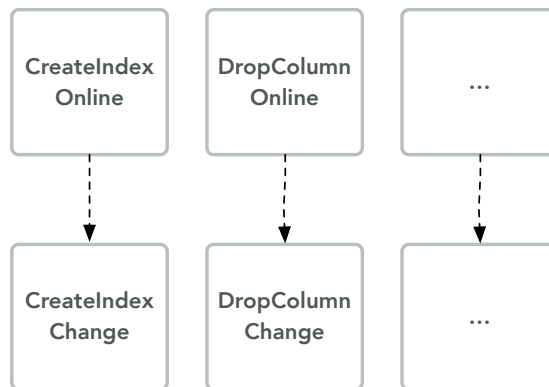 CreateIndex
Online
DropColumn
Online
...
CreateIndex
Change
DropColumn
Change
...